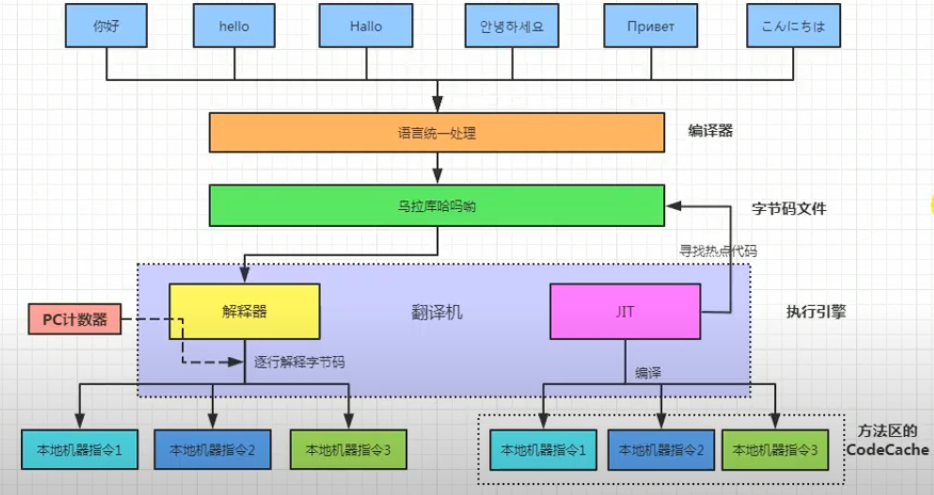 你好
hello
Hallo
안녕하세요
Привет
こんにちは
语言统一处理
编译器
乌拉库哈吗哟
字节码文件
寻找热点代码
解释器
翻译机
JIT
执行引擎
PC计数器
逐行解释字节码
编译
本地机器指令1
本地机器指令2
本地机器指令3
本地机器指令1
本地机器指令2
本地机器指令3
方法区的
CodeCache